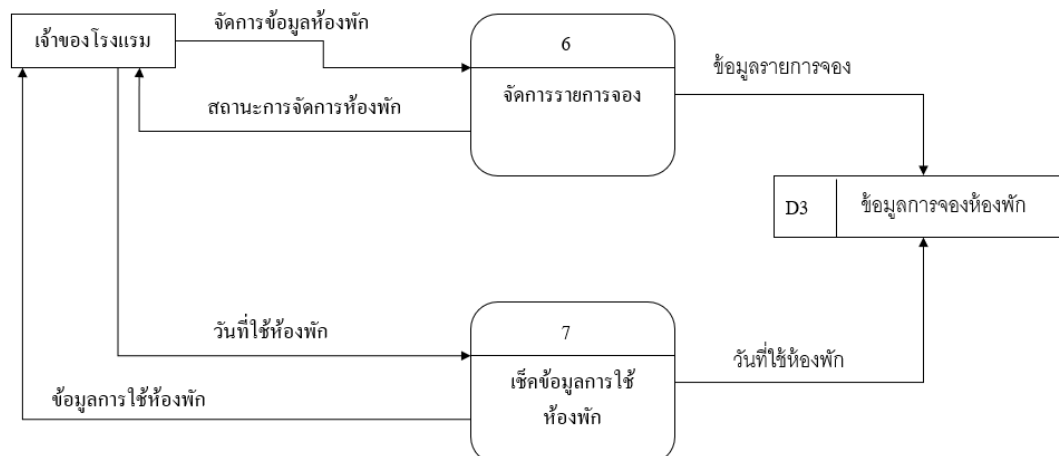 เจ้าของโรงแรม
จัดการข้อมูลห้องพัก
6
จัดการรายการจอง
ข้อมูลรายการจอง
สถานะการจัดการห้องพัก
D3
ข้อมูลการจองห้องพัก
วันที่ใช้ห้องพัก
7
เช็คข้อมูลการใช้
ห้องพัก
วันที่ใช้ห้องพัก
ข้อมูลการใช้ห้องพัก